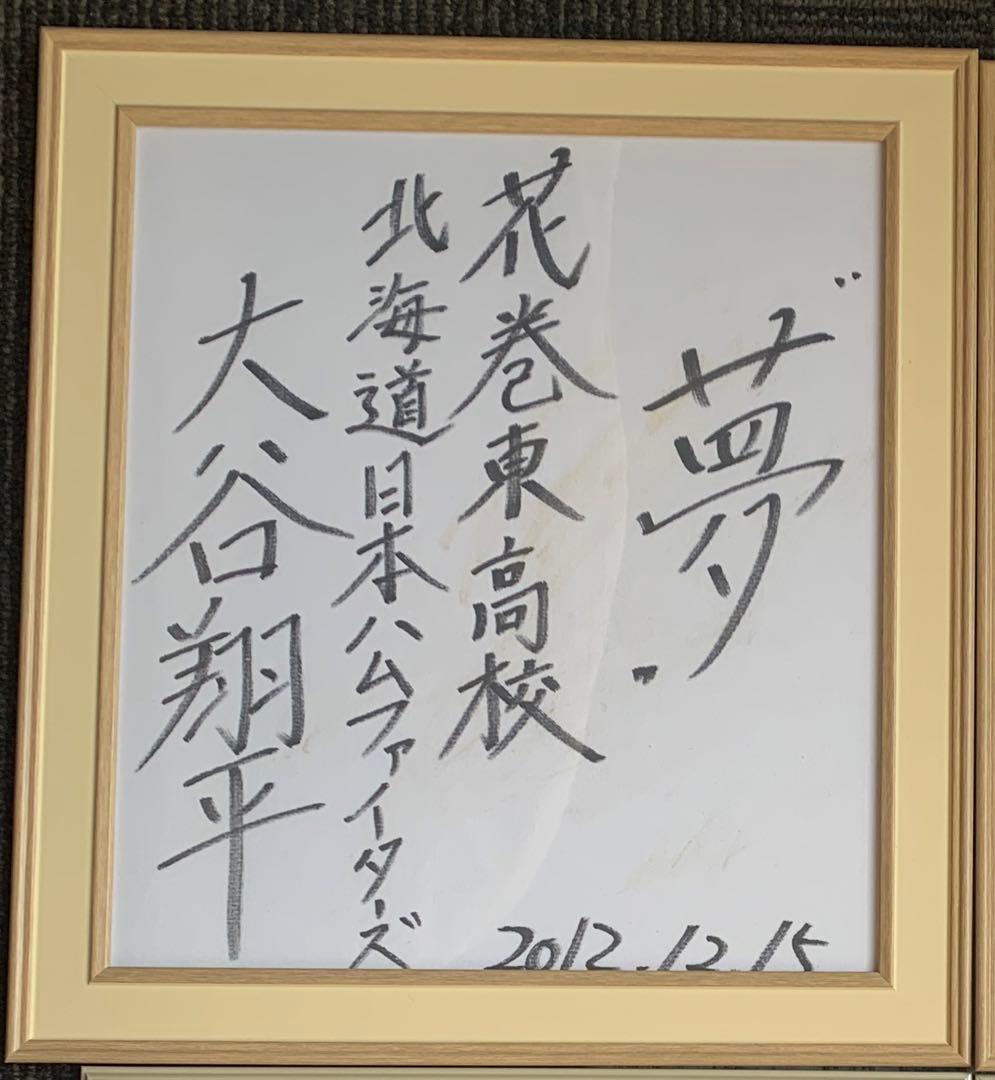 "夢"
花巻東高校
北海道日本ハムファイターズ
大谷翔平
2012.12.15